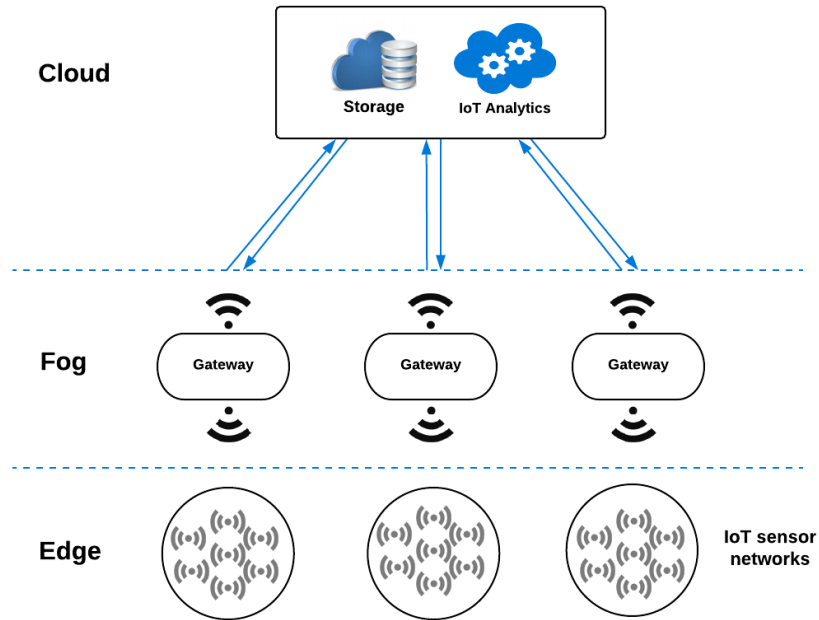 Cloud
Storage
IoT Analytics
Fog
Gateway
Gateway
Gateway
Edge
IoT sensor
networks